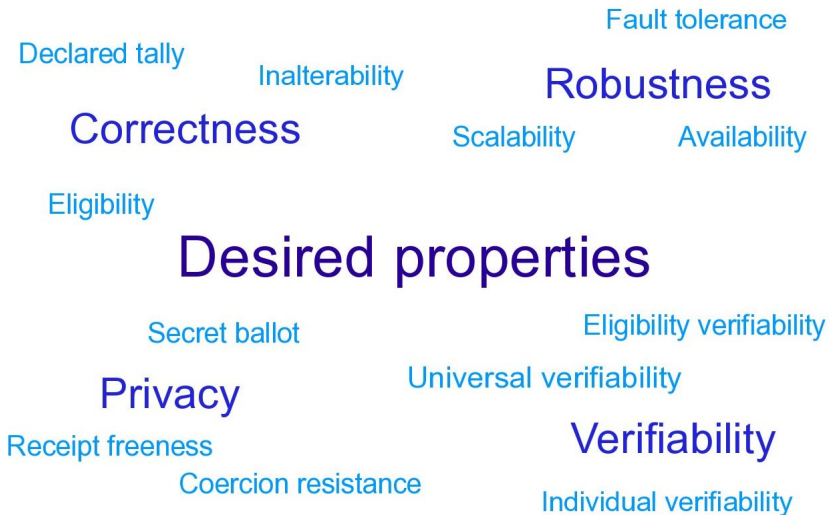 Fault tolerance
Declared tally
Inalterability
Robustness
Correctness
Scalability
Availability
Eligibility
Desired properties
Secret ballot
Eligibility verifiability
Universal verifiability
Privacy
Verifiability
Receipt freeness
Coercion resistance
Individual verifiability